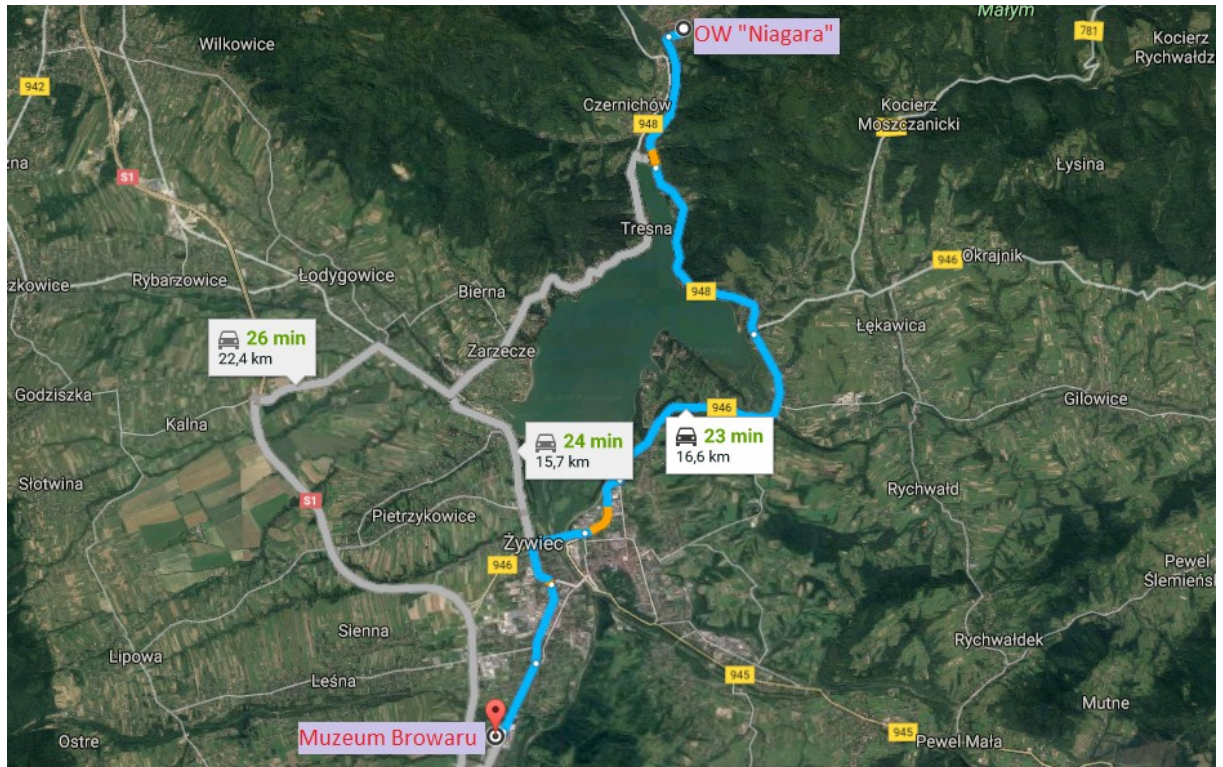 Małym
OW "Niagara"
781
Wilkowice
Kocierz
Rychwałdz
942
Czernichów
Kocierz
Moszczanicki
948
zna
Łysina
S1
Tresna
946
Okrajnik
Rybarzowice
Łodygowice
zkowice
Bierna
948
Łękawica
26 min
22,4 km
Zarzecze
Godziszka
Gilowice
946
Kalna
24 min
15,7 km
23 min
16,6 km
Słotwina
Rychwałd
S1
Pietrzykowice
Żywiec
946
Pewel
Ślemieńsk
Sienna
Rychwałdek
Lipowa
Leśna
945
Mutne
Muzeum Browaru
Ostre
945
Pewel Mała